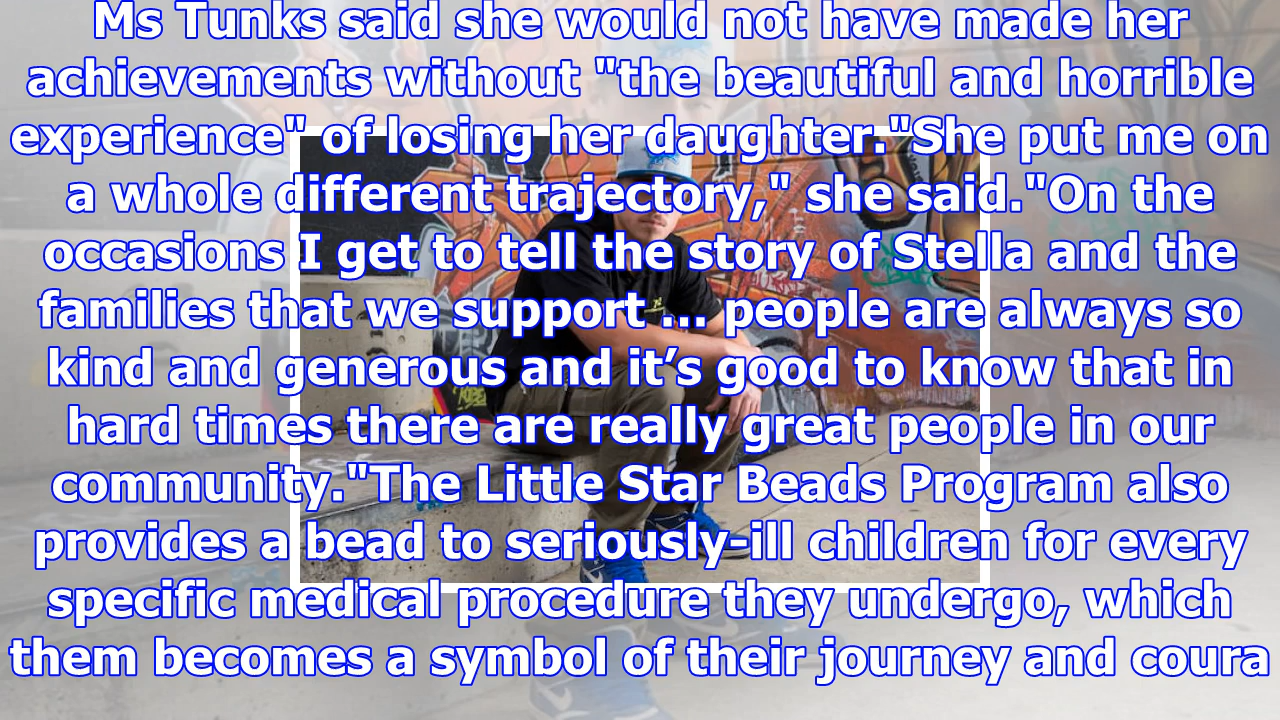 Ms Tunks said she would not have made her
achievements without "the beautiful and horrible
experience" of losing her daughter."She put me on
a whole different trajectory," she said."On the
occasions I get to tell the story of Stella and the
families that we support ... people are always so
kind and generous and it’s good to know that in
hard times there are really great people in our
community."The Little Star Beads Program also
provides a bead to seriously-ill children for every
specific medical procedure they undergo, which
them becomes a symbol of their journey and coura